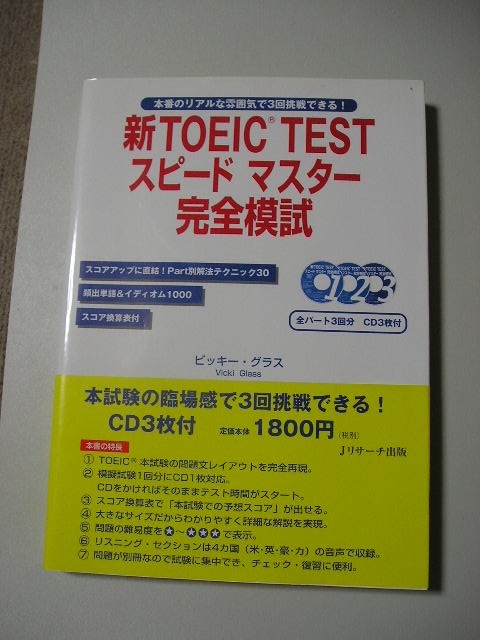 本番のリアルな雰囲気で3回挑戦できる！
新TOEIC® TEST
スピード マスター
完全模試
スコアアップに直結！Part別解法テクニック30
頻出単語＆イディオム1000
スコア換算表付
1 2 3
全パート3回分 CD3枚付
ビッキー・グラス
Vicki Glass
本試験の臨場感で3回挑戦できる！
CD3枚付 定価本体 1800円 (税別)
Jリサーチ出版
本書の特長
① TOEIC® 本試験の問題文レイアウトを完全再現。
② 模擬試験1回分にCD1枚対応。
CDをかければそのままテスト時間がスタート。
③ スコア換算表で「本試験での予想スコア」が出せる。
④ 大きなサイズだからわかりやすく詳細な解説を実現。
⑤ 問題の難易度を★〜★★★で表示。
⑥ リスニング・セクションは4カ国（米・英・豪・カ）の音声で収録。
⑦ 問題が別冊なので試験に集中でき、チェック・復習に便利。